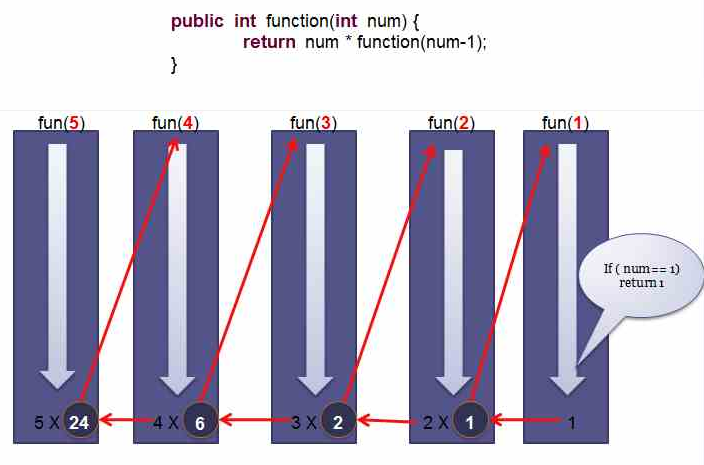 public int function(int num) {
return num * function(num-1);
}
fun(5) fun(4) fun(3) fun(2) fun(1)
If ( num== 1)
return 1
5 X 24 4 X 6 3 X 2 2 X 1 1